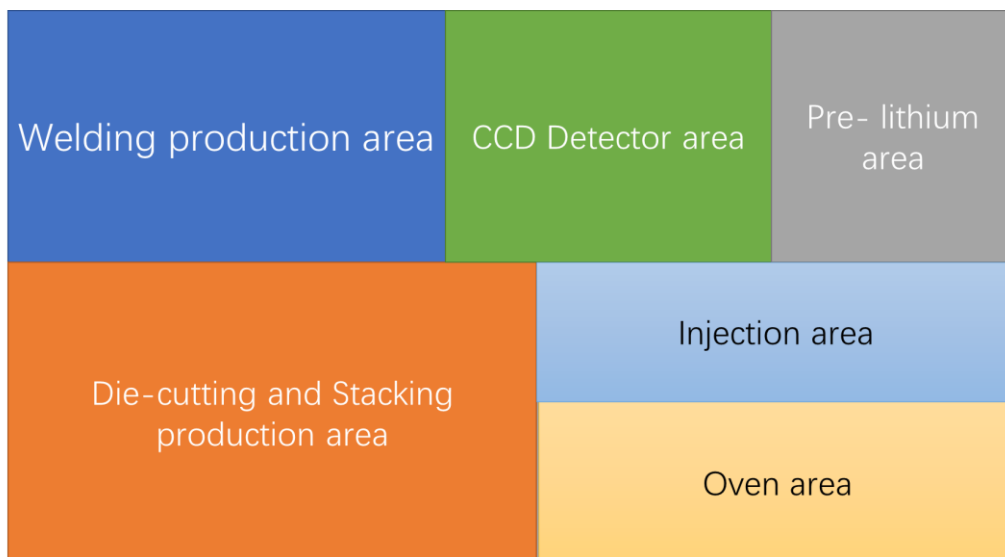 Welding production area
CCD Detector area
Pre- lithium
area
Die-cutting and Stacking
production area
Injection area
Oven area